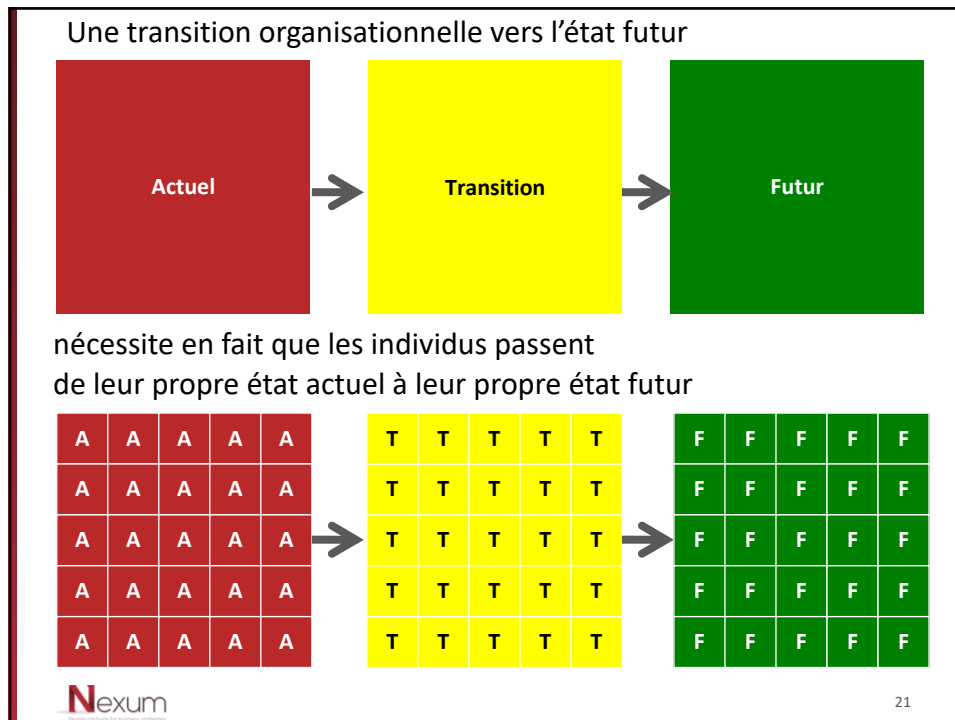 Une transition organisationnelle vers l’état futur
Actuel Transition Futur
nécessite en fait que les individus passent
de leur propre état actuel à leur propre état futur
A A A A A T T T T T F F F F F
A A A A A T T T T T F F F F F
A A A A A T T T T T F F F F F
A A A A A T T T T T F F F F F
A A A A A T T T T T F F F F F
Nexum
21